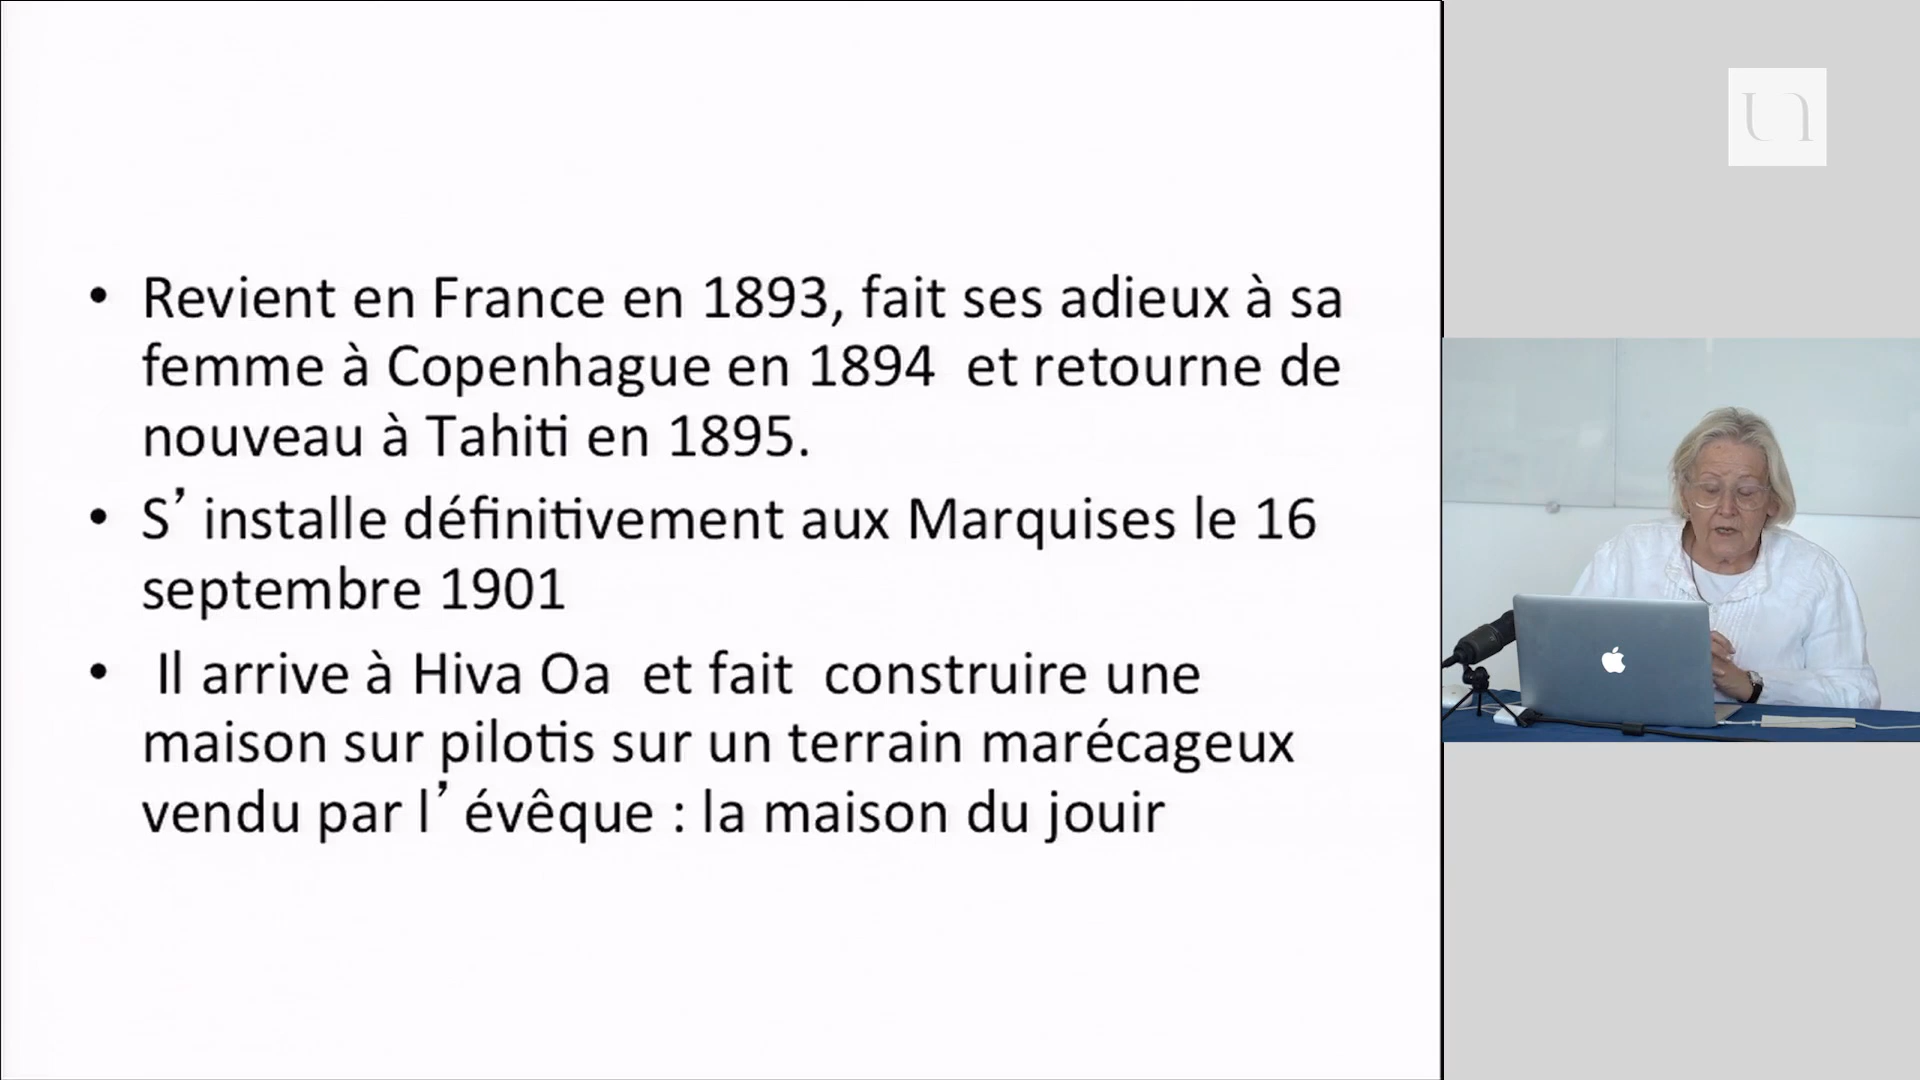 • Revient en France en 1893, fait ses adieux à sa
femme à Copenhague en 1894 et retourne de
nouveau à Tahiti en 1895.
• S’ installe définitivement aux Marquises le 16
septembre 1901
• Il arrive à Hiva Oa et fait construire une
maison sur pilotis sur un terrain marécageux
vendu par l’ évêque : la maison du jouir
un